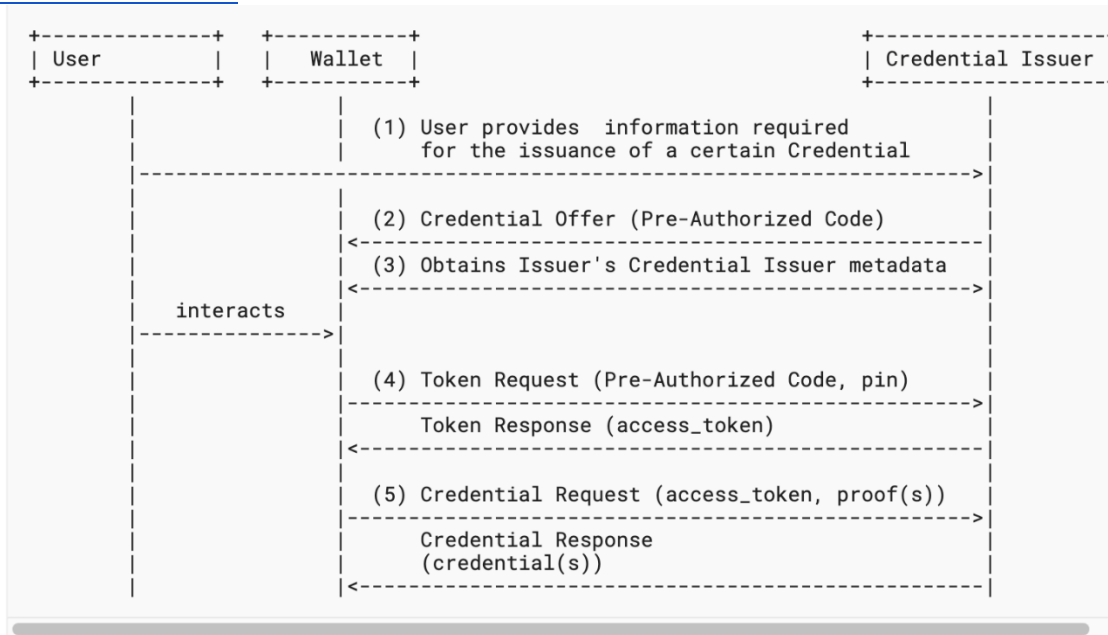 User Wallet Credential Issuer
(1) User provides information required
for the issuance of a certain Credential
(2) Credential Offer (Pre-Authorized Code)
(3) Obtains Issuer's Credential Issuer metadata
interacts
(4) Token Request (Pre-Authorized Code, pin)
Token Response (access_token)
(5) Credential Request (access_token, proof(s))
Credential Response
(credential(s))